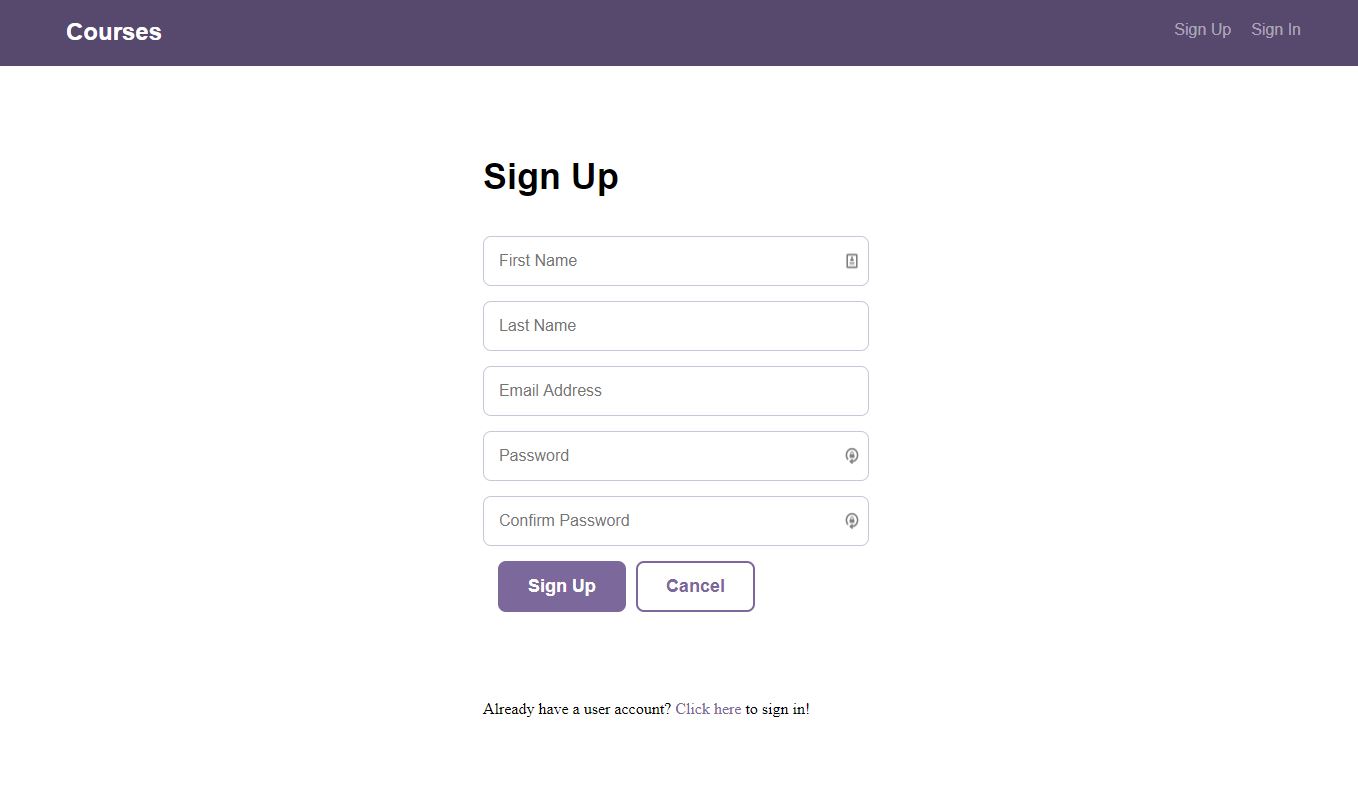 Courses
Sign Up Sign In
Sign Up
First Name
Last Name
Email Address
Password
Confirm Password
Sign Up Cancel
Already have a user account? Click here to sign in!